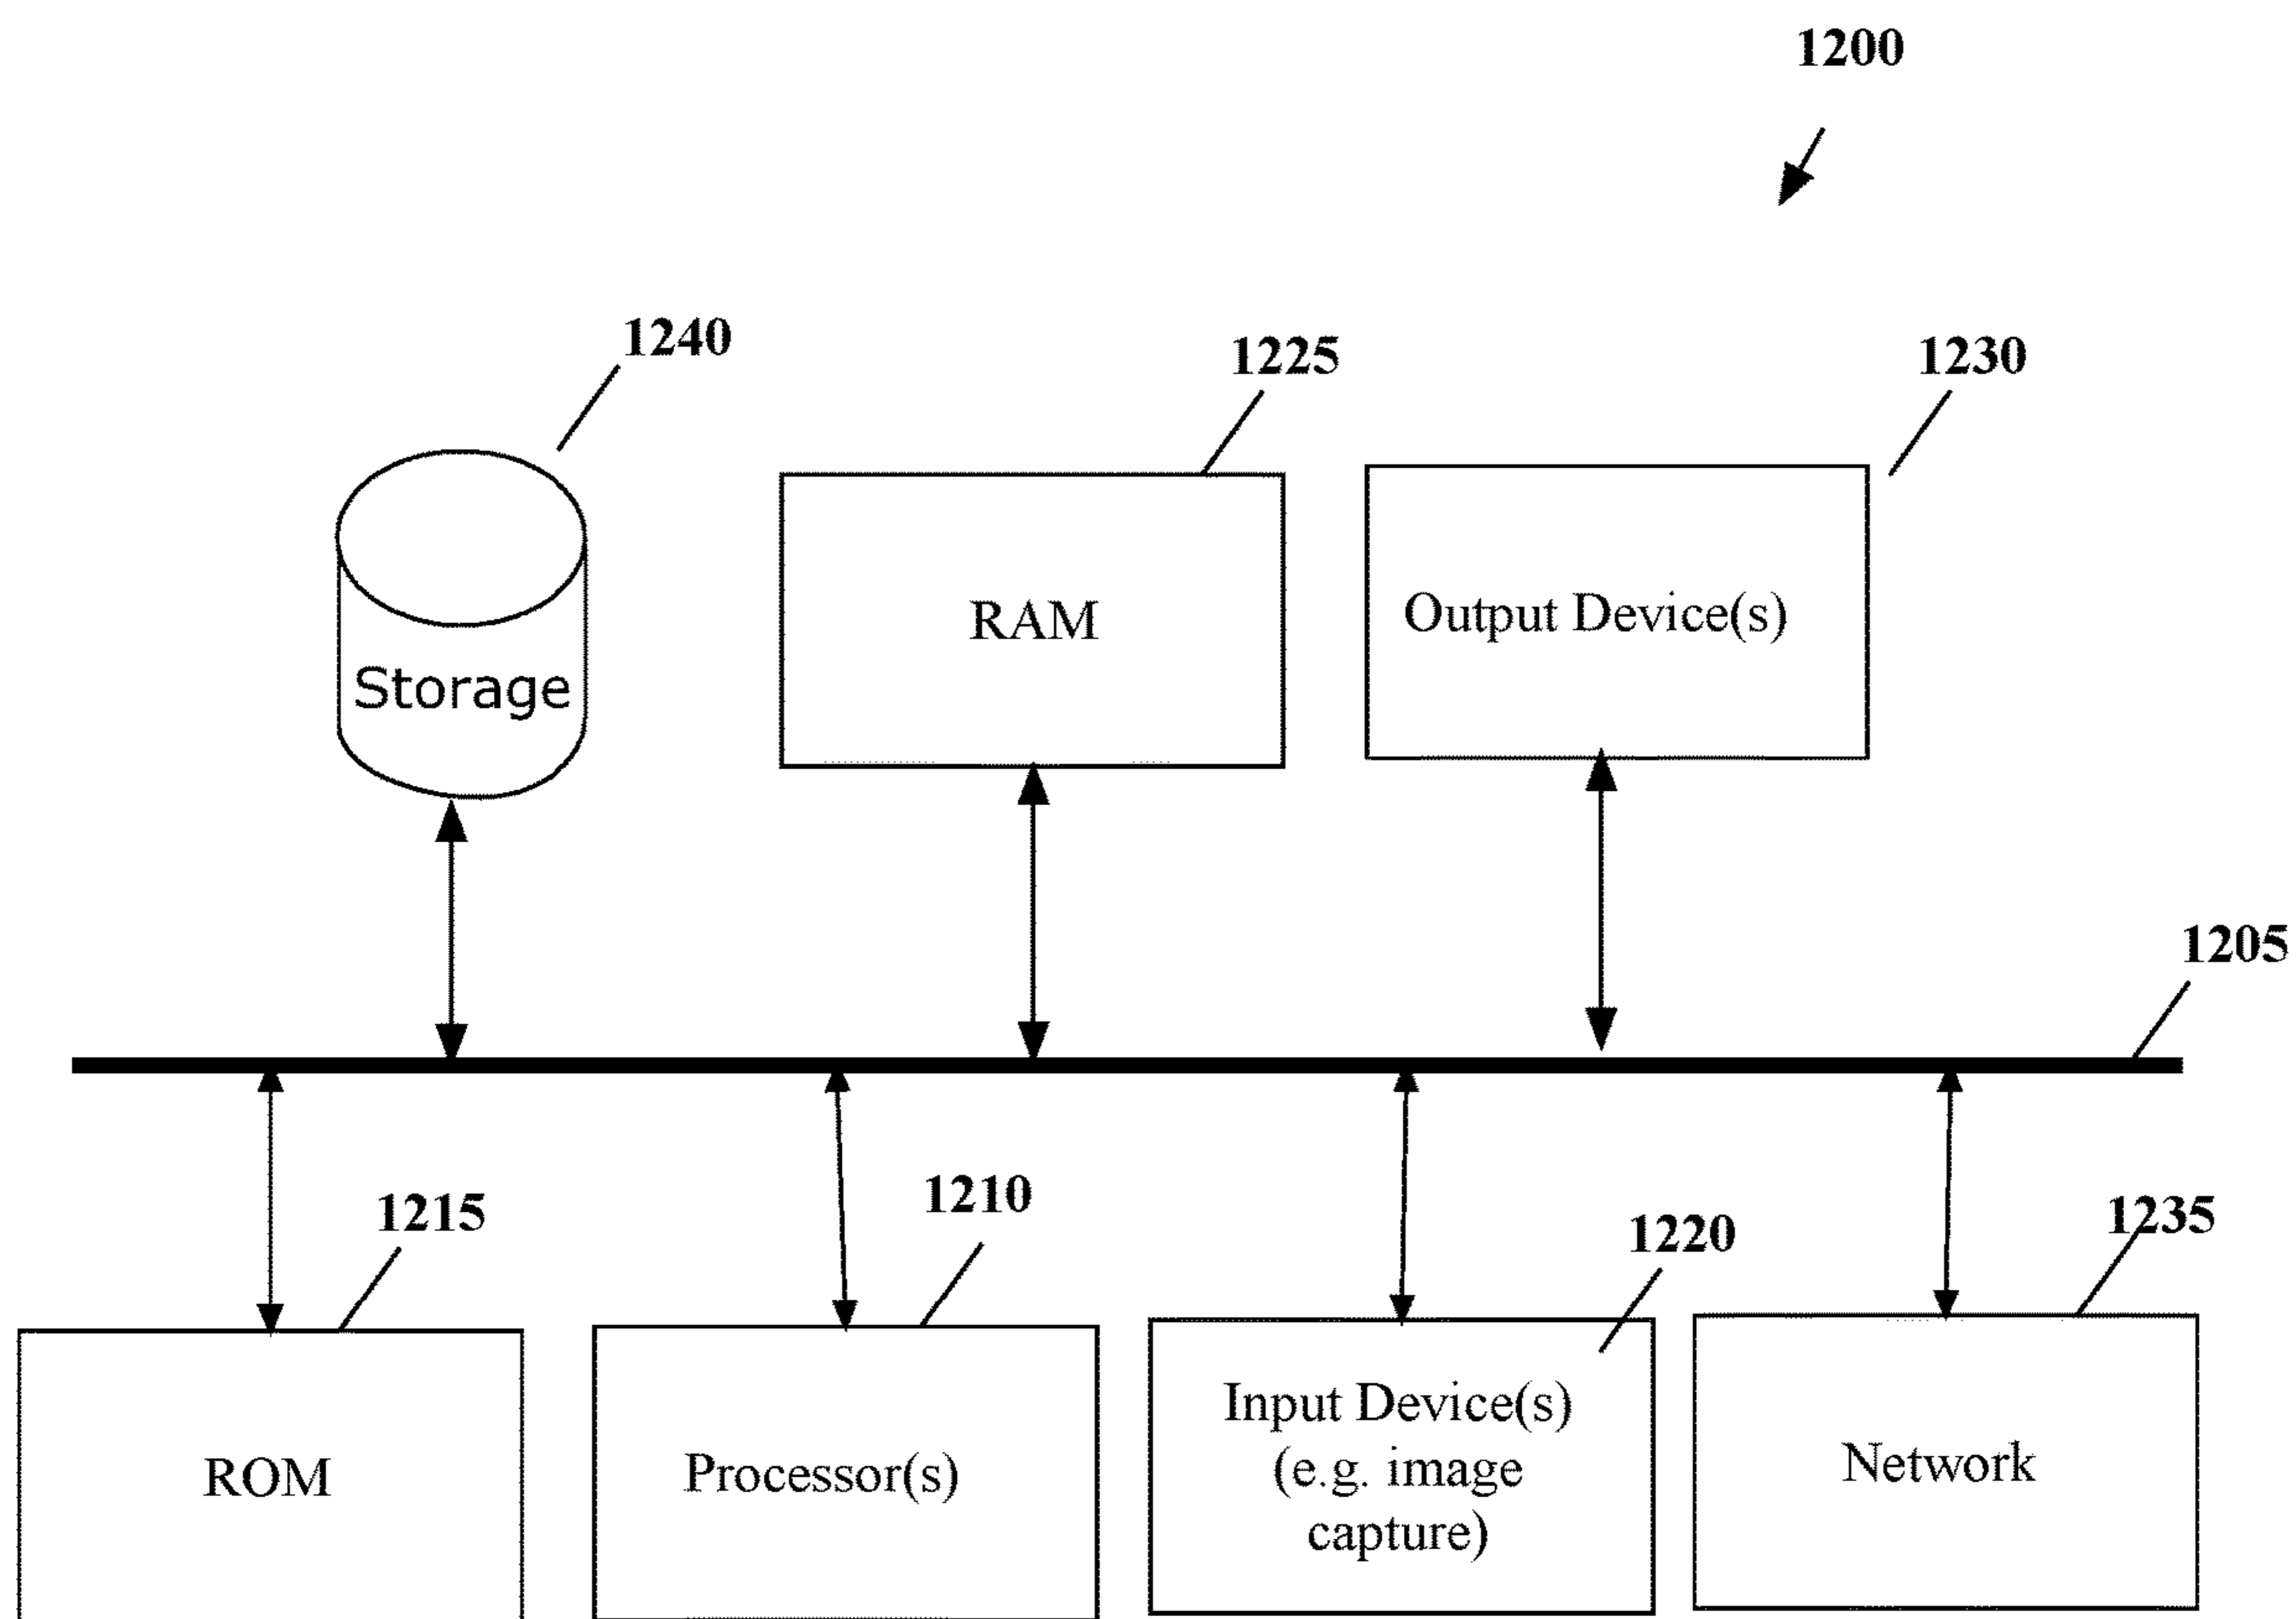 1200
1240
1225
1230
Storage
RAM
Output Device(s)
1205
1215
1210
1220
1235
ROM
Processor(s)
Input Device(s)
(e.g. image
capture)
Network